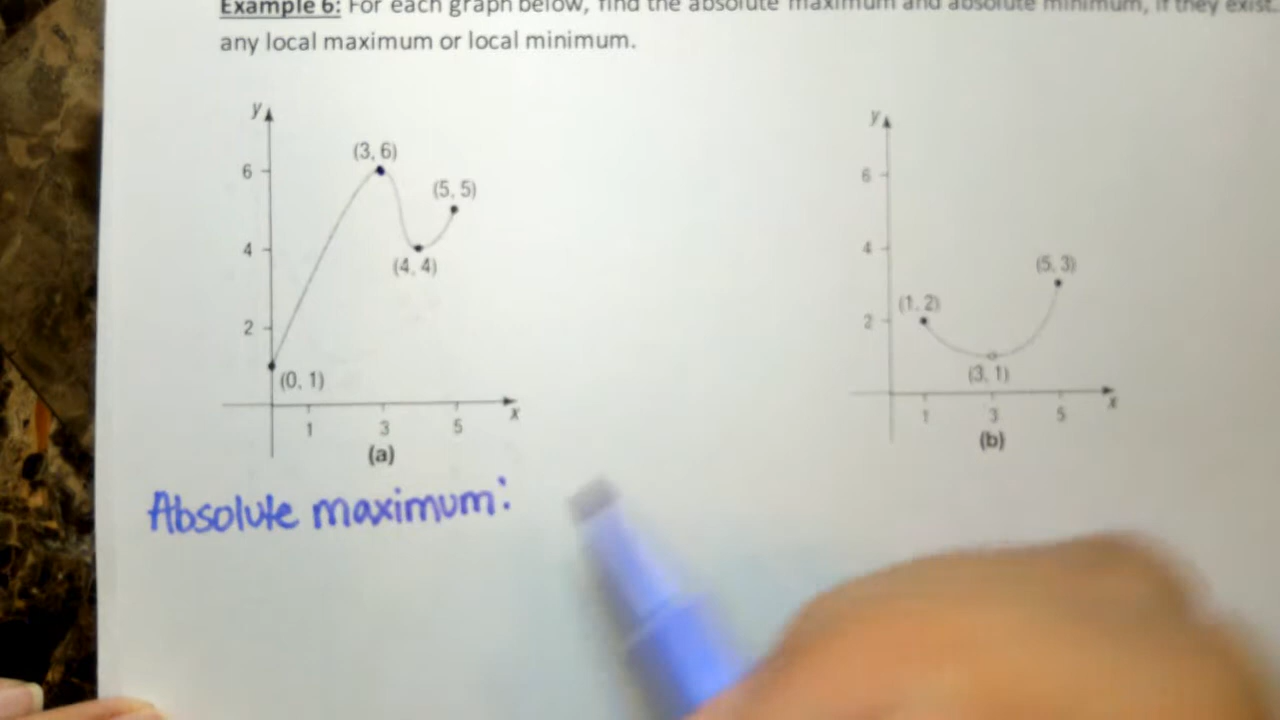 Example 6: For each graph below, find the absolute maximum and absolute minimum, if they exist.
any local maximum or local minimum.
y
6
4
2
(3, 6)
(5, 5)
(4, 4)
(0, 1)
1 3 5 x
(a)
y
6
4
2
(1, 2)
(5, 3)
(3, 1)
1 3 5 x
(b)
Absolute maximum: